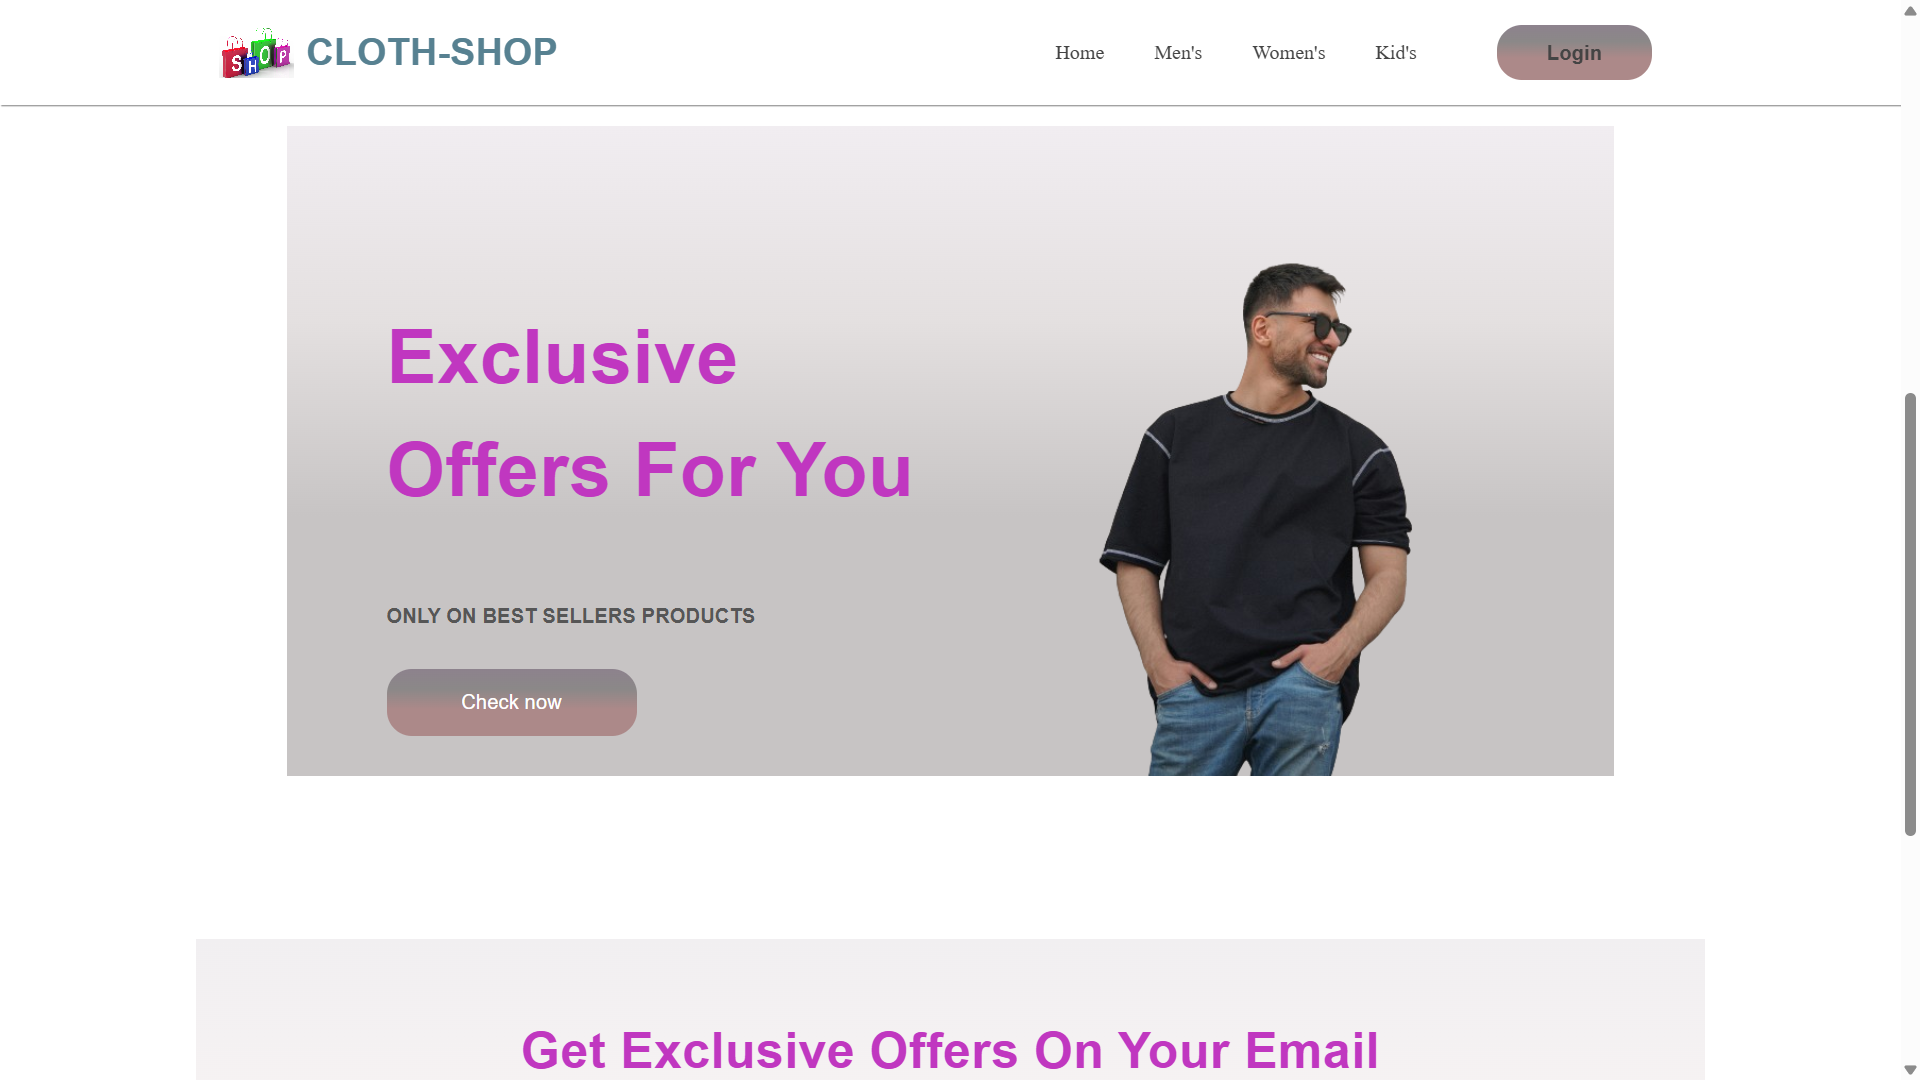 SHOP
CLOTH-SHOP
Home
Men's
Women's
Kid's
Login
Exclusive
Offers For You
ONLY ON BEST SELLERS PRODUCTS
Check now
Get Exclusive Offers On Your Email